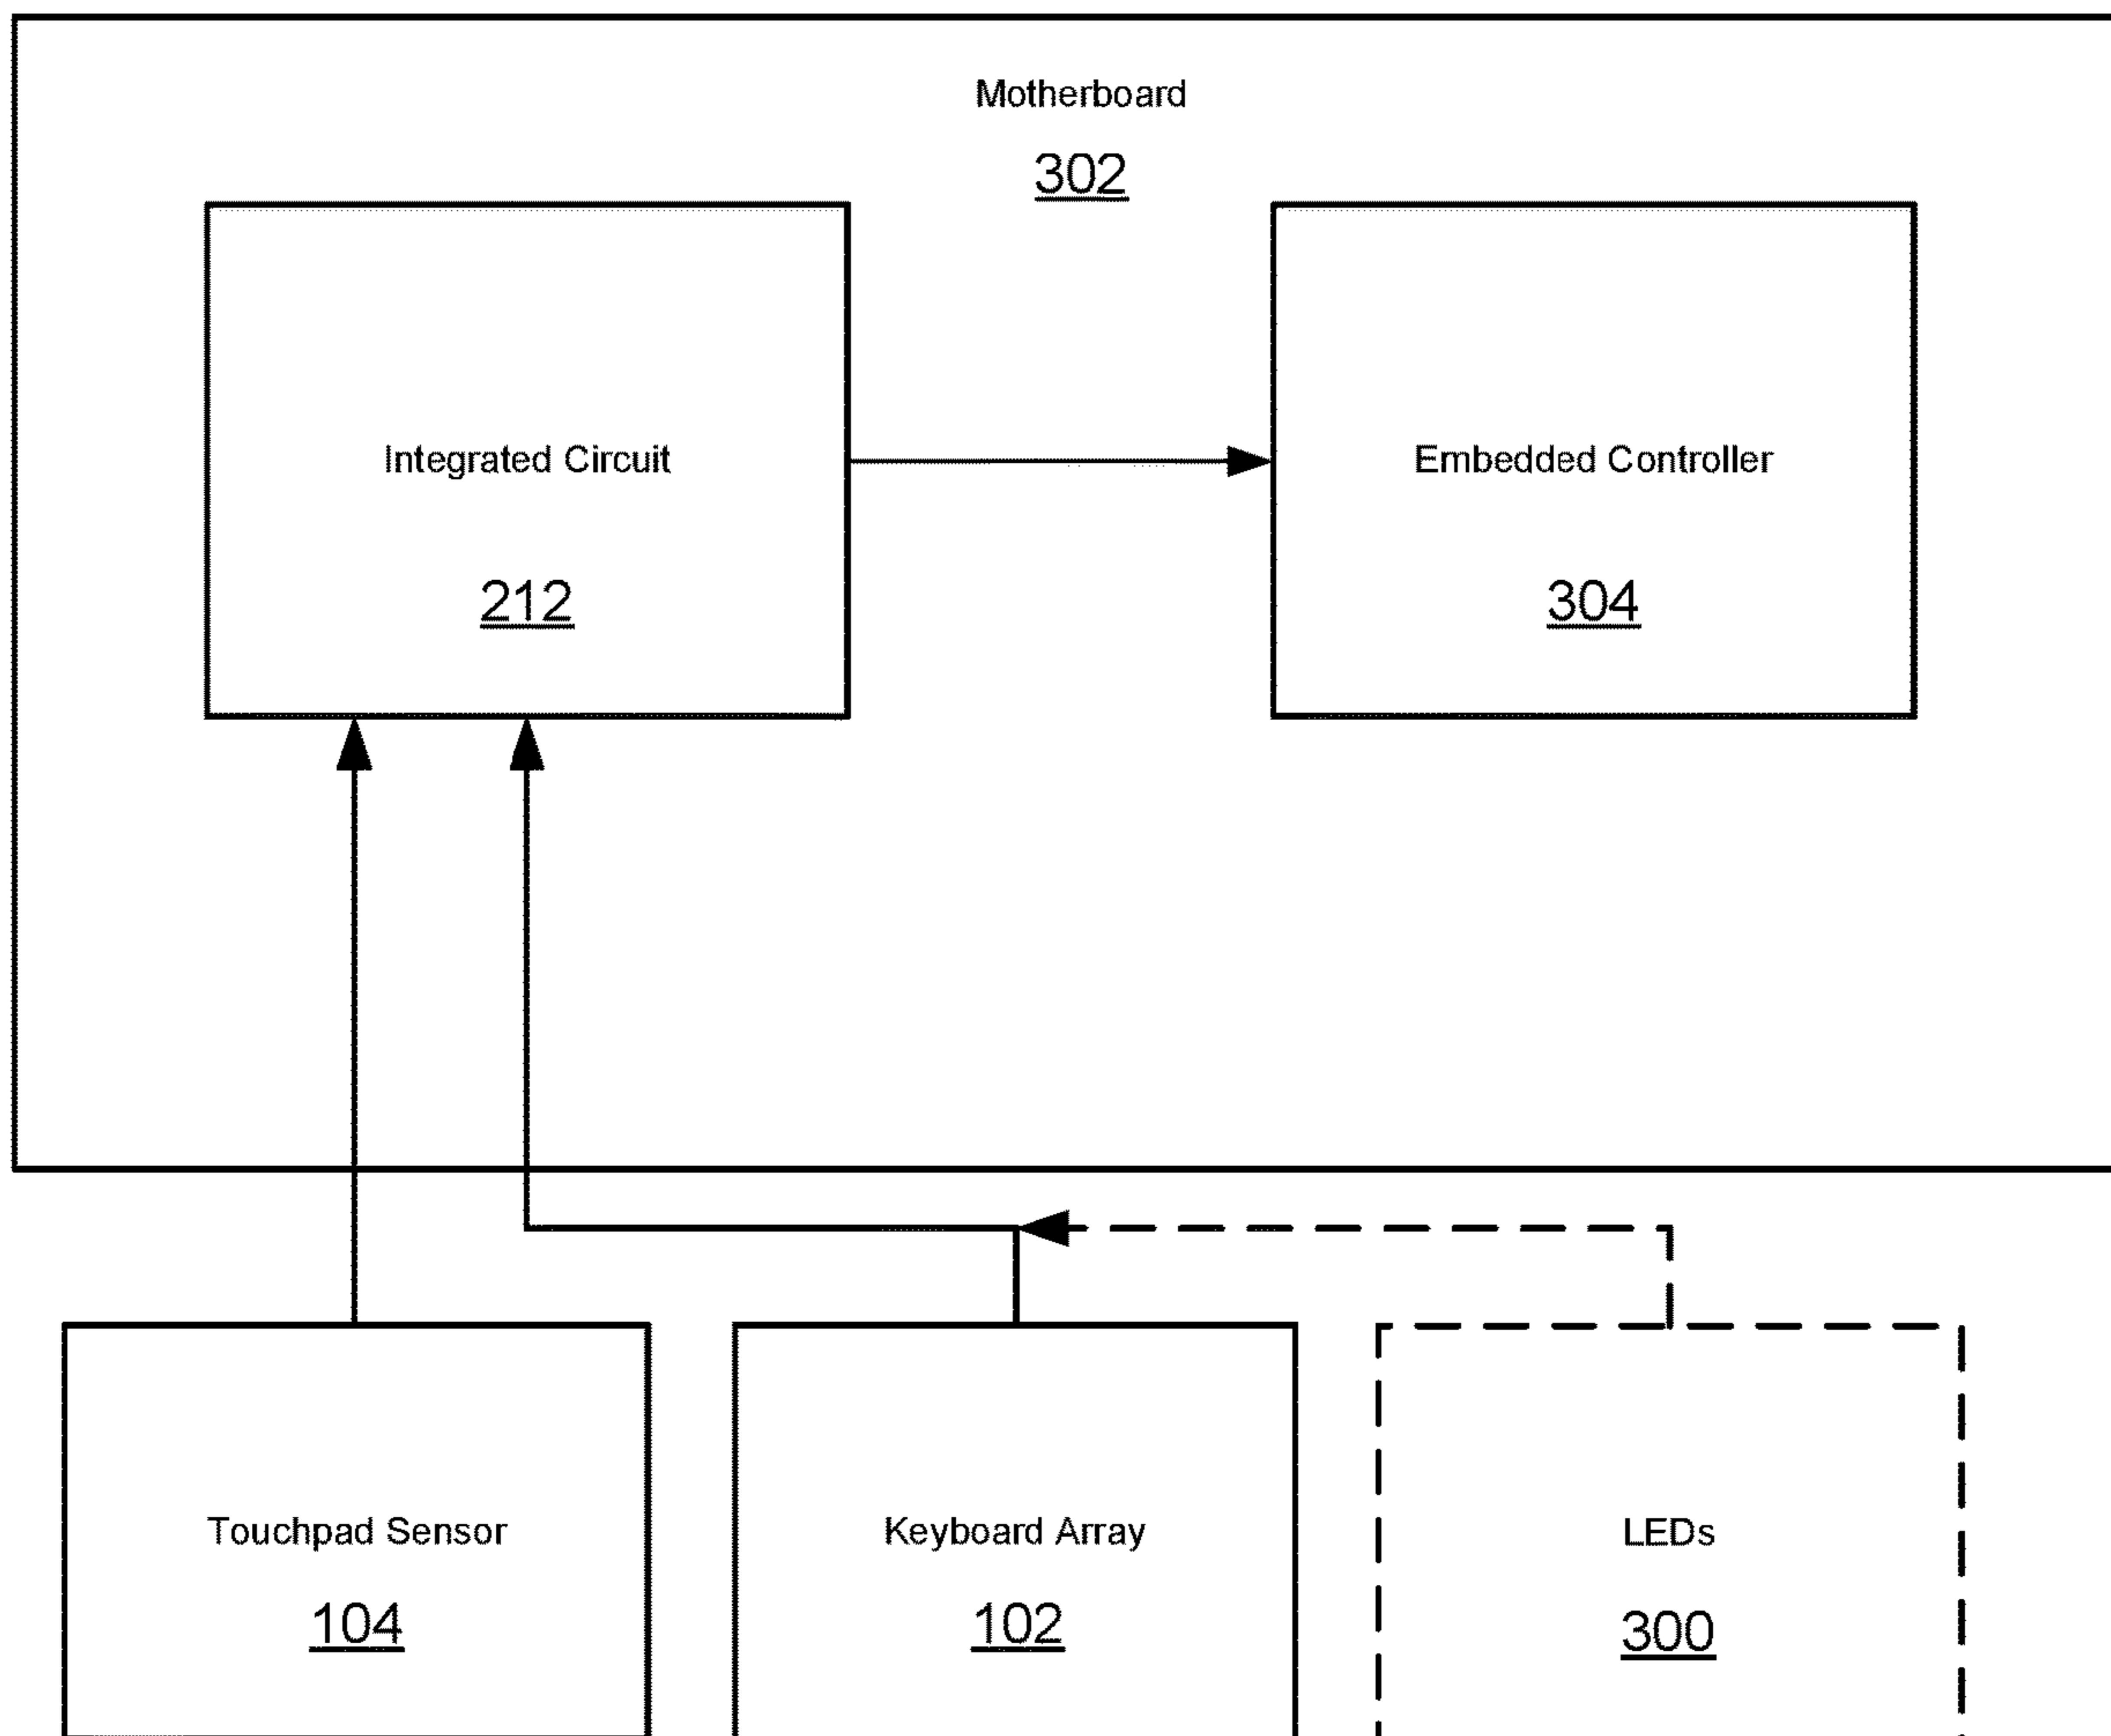 Motherboard
302
Integrated Circuit
212
Embedded Controller
304
Touchpad Sensor
104
Keyboard Array
102
LEDs
300